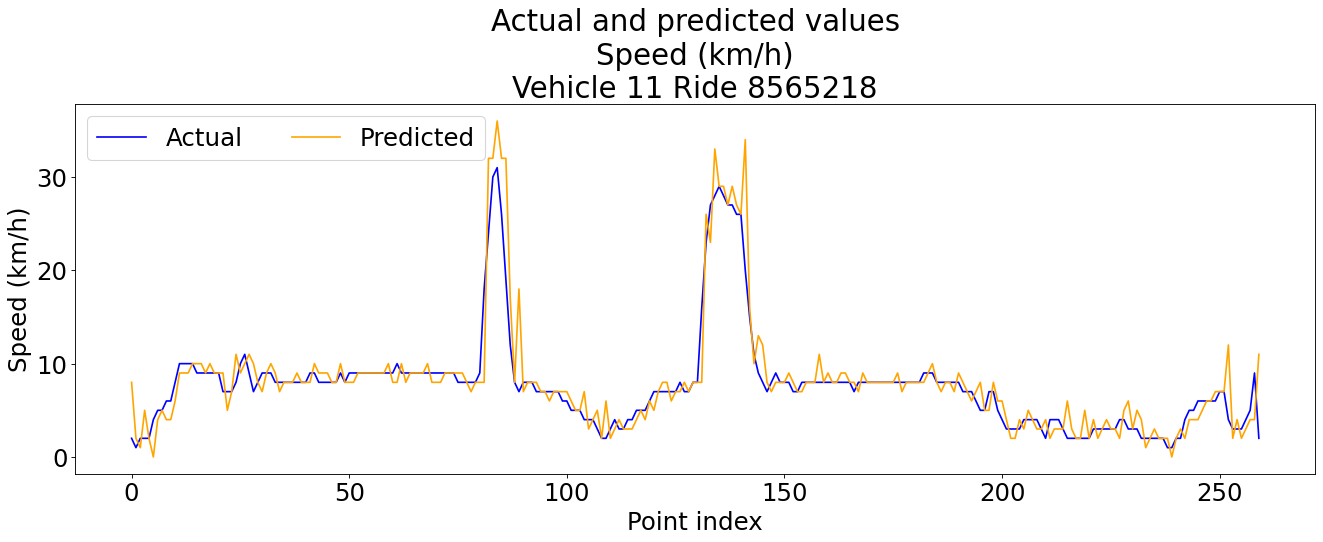 Actual and predicted values
Speed (km/h)
Vehicle 11 Ride 8565218
Actual
Predicted
Speed (km/h)
30
20
10
0
0
50
100
150
200
250
Point index